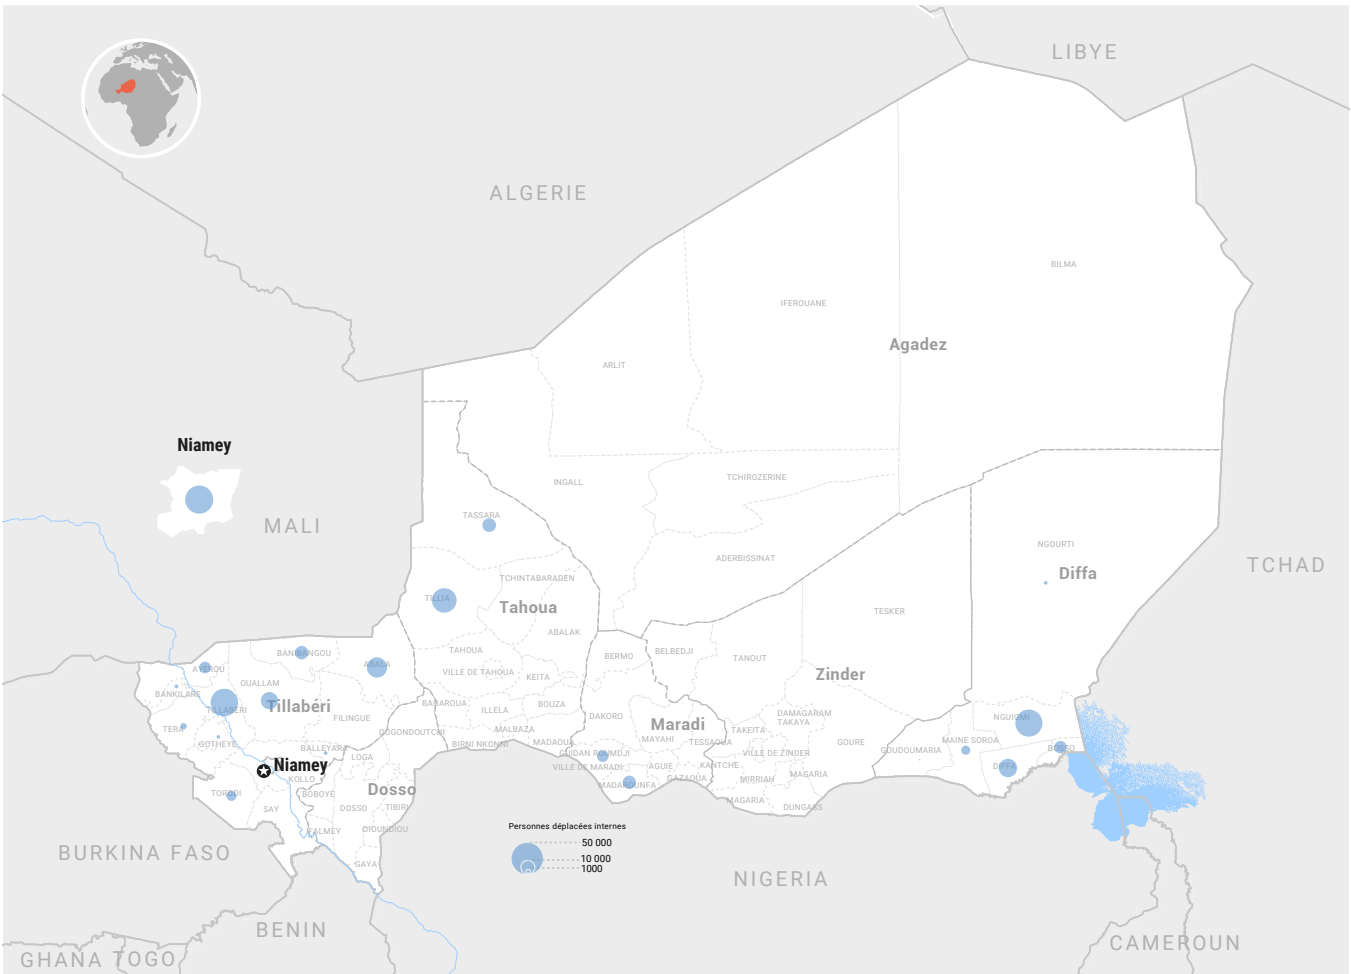 LIBYE
ALGERIE
BILMA
IFEROUANE
Agadez
ARLIT
Niamey
INGALL
TCHIROZERINE
TASSARA
MALI
NGOURTI
ADERBISSINAT
TCHAD
Diffa
TCHINTABARADEN
TILLIA
Tahoua
TESKER
ABALAK
TAHOUA
BANIBANGOU
BERMO
BELBEDJI
TANOUT
AYEROU
ABALA
VILLE DE TAHOUA
KEITA
Zinder
OUALLAM
BANKILARE
BAGAROUA
ILLELA
BOUZA
Tillabéri
TILLABERI
FILINGUE
DAKORO
Maradi
DAMAGARAM
TAKAYA
NGUIGMI
TERA
DOGONDOUTCHI
MALBAZA
TAKEITA
GOTHEYE
BIRNI NKONNI
MADAOUA
MAYAHI
TESSAOUA
GOURE
MAINE SOROA
BALLEYARA
GUIDAN ROUMDJI
VILLE DE ZINDER
GOUDOUMARIA
BOSSO
LOGA
Niamey
VILLE DE MARADI
AGUIE
KANTCHE
DIFFA
KOLLO
GAZAOUA
MIRRIAH
MAGARIA
MADAROUNFA
TORODI
BOBOYE
Dosso
SAY
DOSSO
TIBIRI
MAGARIA
DUNGASS
FALMEY
DIOUNDIOU
Personnes déplacées internes
50 000
10 000
1000
BURKINA FASO
GAYA
NIGERIA
BENIN
CAMEROUN
GHANA
TOGO